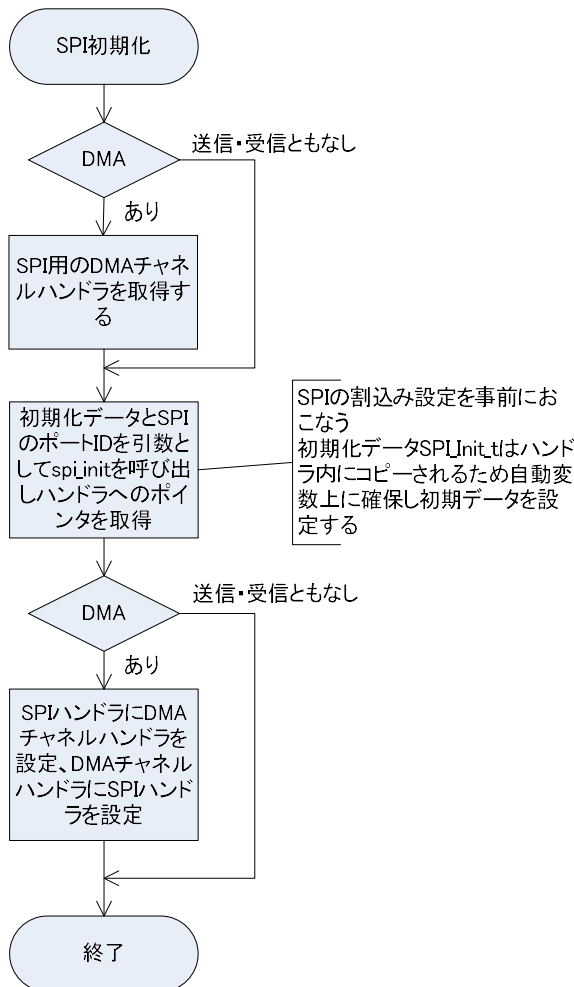 SPI初期化
DMA
送信・受信ともなし
あり
SPI用のDMAチャネ
ルハンドラを取得す
る
初期化データとSPI
のポートIDを引数と
してspi_initを呼び出
しハンドラへのポイ
ンタを取得
SPIの割込み設定を事前にお
こなう
初期化データSPI_Init_tはハンド
ラ内にコピーされるため自動変
数上に確保し初期データを設
定する
DMA
送信・受信ともなし
あり
SPIハンドラにDMA
チャネルハンドラを
設定、DMAチャネル
ハンドラにSPIハンド
ラを設定
終了